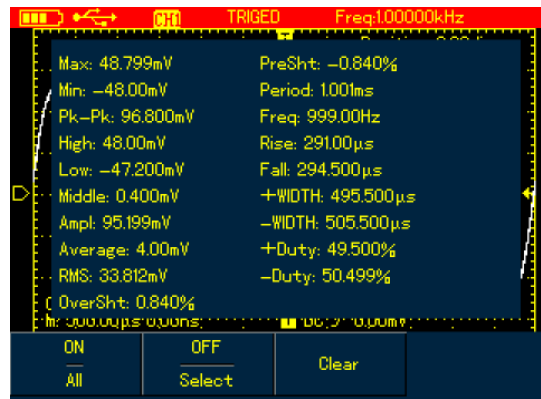 CH1 TRIGED Freq:1.00000kHz
Max: 48.799mV PreSht: −0.840%
Min: −48.00mV Period: 1.001ms
Pk−Pk: 96.800mV Freq: 999.00Hz
High: 48.00mV Rise: 291.00µs
Low: −47.200mV Fall: 294.500µs
Middle: 0.400mV +WIDTH: 495.500µs
Ampl: 95.199mV −WIDTH: 505.500µs
Average: 4.00mV +Duty: 49.500%
RMS: 33.812mV −Duty: 50.499%
OverSht: 0.840%
ON OFF Clear
All Select